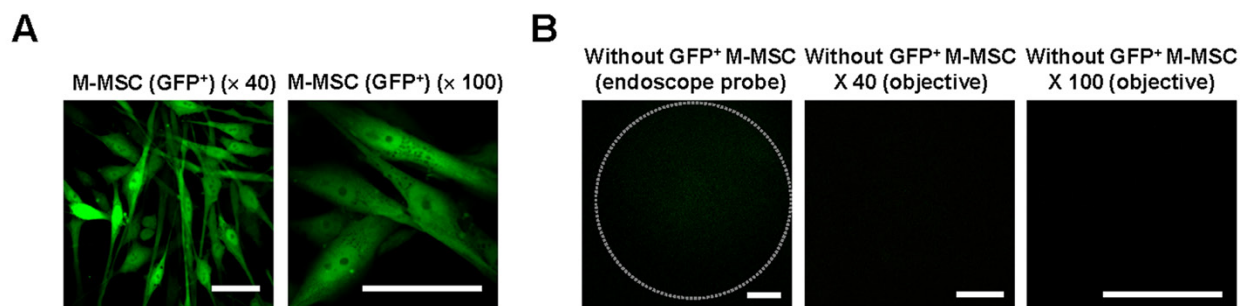 A
B
M-MSC (GFP⁺) (× 40)
M-MSC (GFP⁺) (× 100)
Without GFP⁺ M-MSC
(endoscope probe)
Without GFP⁺ M-MSC
X 40 (objective)
Without GFP⁺ M-MSC
X 100 (objective)